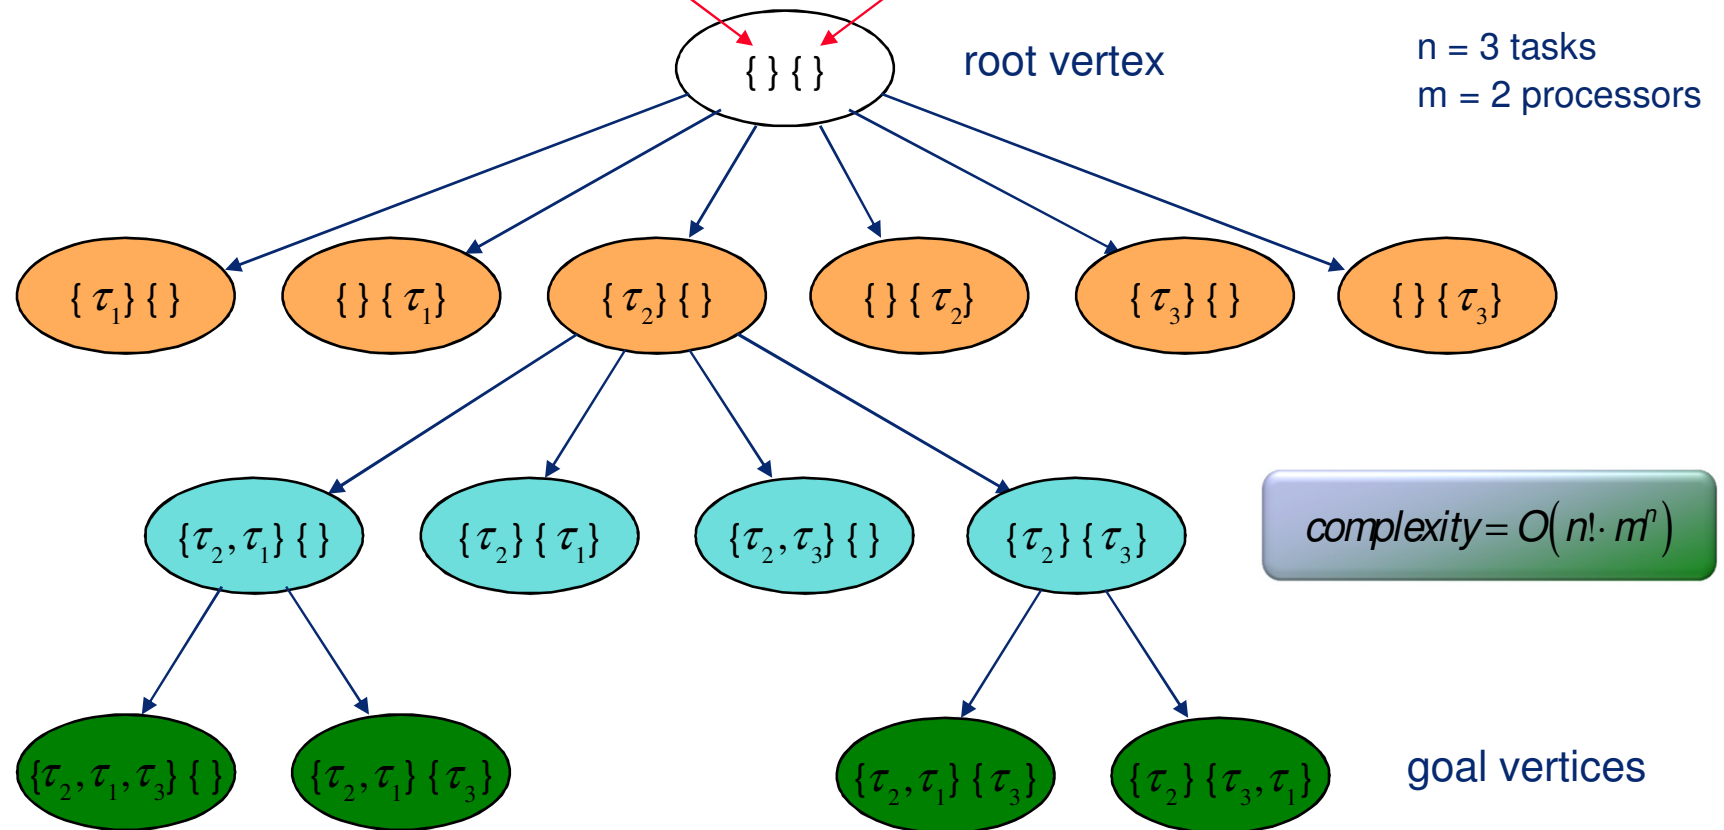 { } { }
root vertex
n = 3 tasks
m = 2 processors
{ τ₁} { }
{ } { τ₁}
{ τ₂} { }
{ } { τ₂}
{ τ₃} { }
{ } { τ₃}
{τ₂, τ₁} { }
{ τ₂} { τ₁}
{τ₂, τ₃} { }
{ τ₂} { τ₃}
complexity = O(n!· mⁿ)
{τ₂, τ₁, τ₃} { }
{τ₂, τ₁} {τ₃}
{τ₂, τ₁} {τ₃}
{τ₂} {τ₃, τ₁}
goal vertices